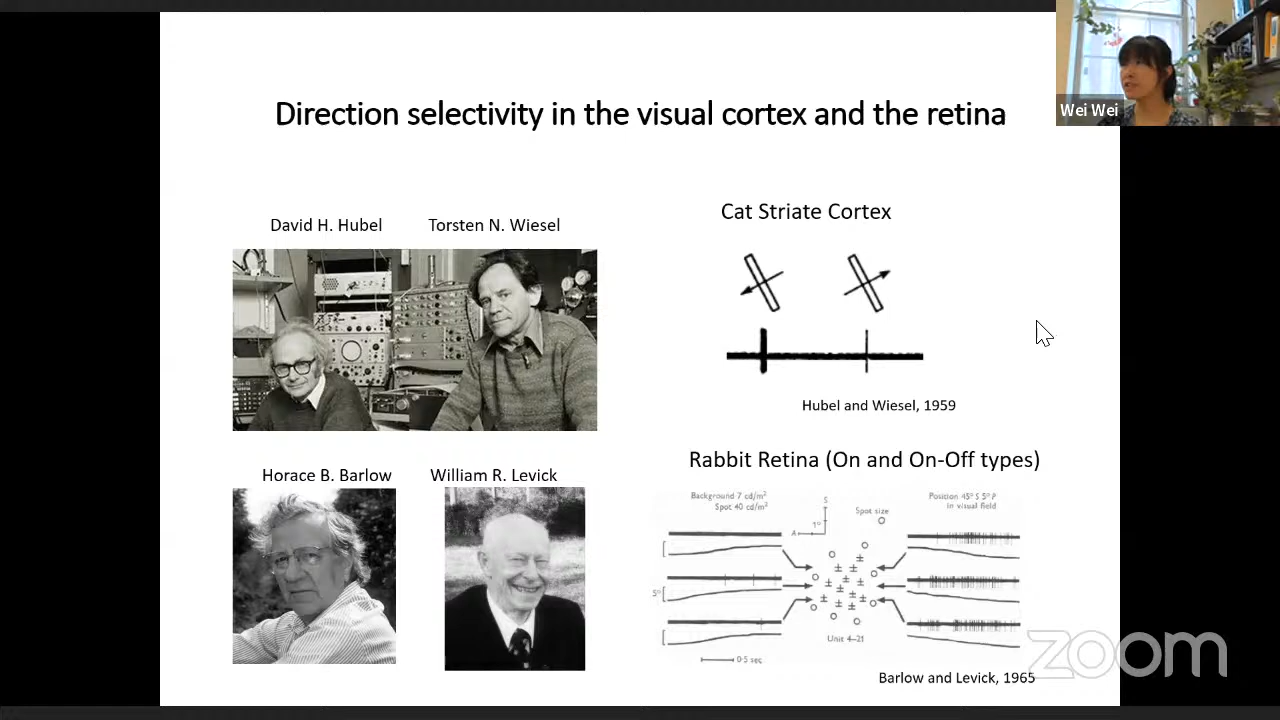 Direction selectivity in the visual cortex and the retina
Wei Wei
David H. Hubel
Torsten N. Wiesel
Cat Striate Cortex
Hubel and Wiesel, 1959
Horace B. Barlow
William R. Levick
Rabbit Retina (On and On-Off types)
Background 7 cd/m²
Spot 40 cd/m²
S
A
1°
Spot size
Position 45° S 5° P
in visual field
5°
Unit 4–21
0·5 sec
Barlow and Levick, 1965
zoom